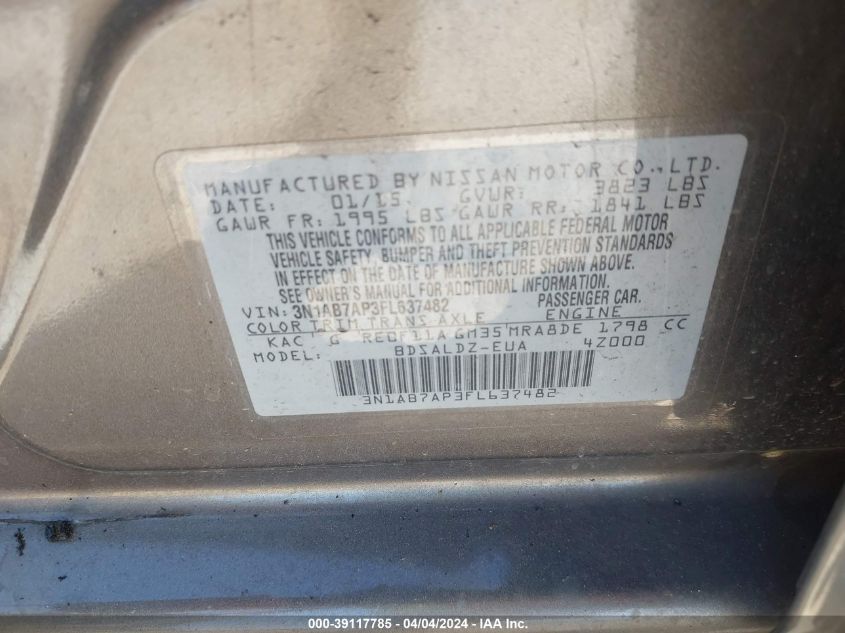 MANUFACTURED BY NISSAN MOTOR CO., LTD.
DATE: 01/15 GVWR: 3823 LBS
GAWR FR: 1995 LBS GAWR RR: 1841 LBS
THIS VEHICLE CONFORMS TO ALL APPLICABLE FEDERAL MOTOR
VEHICLE SAFETY, BUMPER AND THEFT PREVENTION STANDARDS
IN EFFECT ON THE DATE OF MANUFACTURE SHOWN ABOVE.
SEE OWNER'S MANUAL FOR ADDITIONAL INFORMATION.
VIN: 3N1AB7AP3FL637482 PASSENGER CAR.
COLOR TRIM TRANS AXLE ENGINE
KAC G RE0F11A GM35 MRA8DE 1798 CC
MODEL: BDSALDZ-EUA 4Z000
3N1AB7AP3FL637482
000-39117785 - 04/04/2024 - IAA Inc.